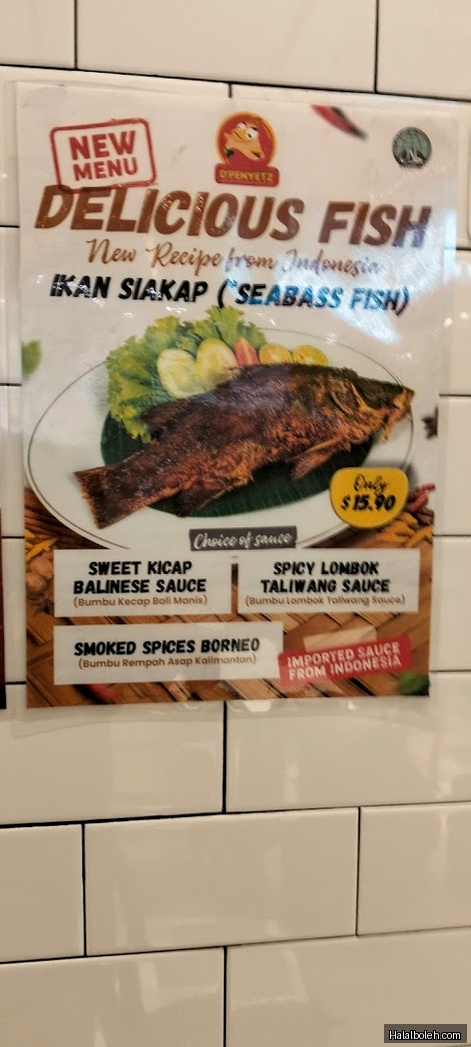 NEW
MENU
D'PENYETZ
DELICIOUS FISH
New Recipe from Indonesia
IKAN SIAKAP (*SEABASS FISH)
Only
$15.90
Choice of sauce
SWEET KICAP
BALINESE SAUCE
(Bumbu Kecap Bali Manis)
SPICY LOMBOK
TALIWANG SAUCE
(Bumbu Lombok Taliwang Sauce)
SMOKED SPICES BORNEO
(Bumbu Rempah Asap Kalimantan)
IMPORTED SAUCE
FROM INDONESIA
Halalboleh.com